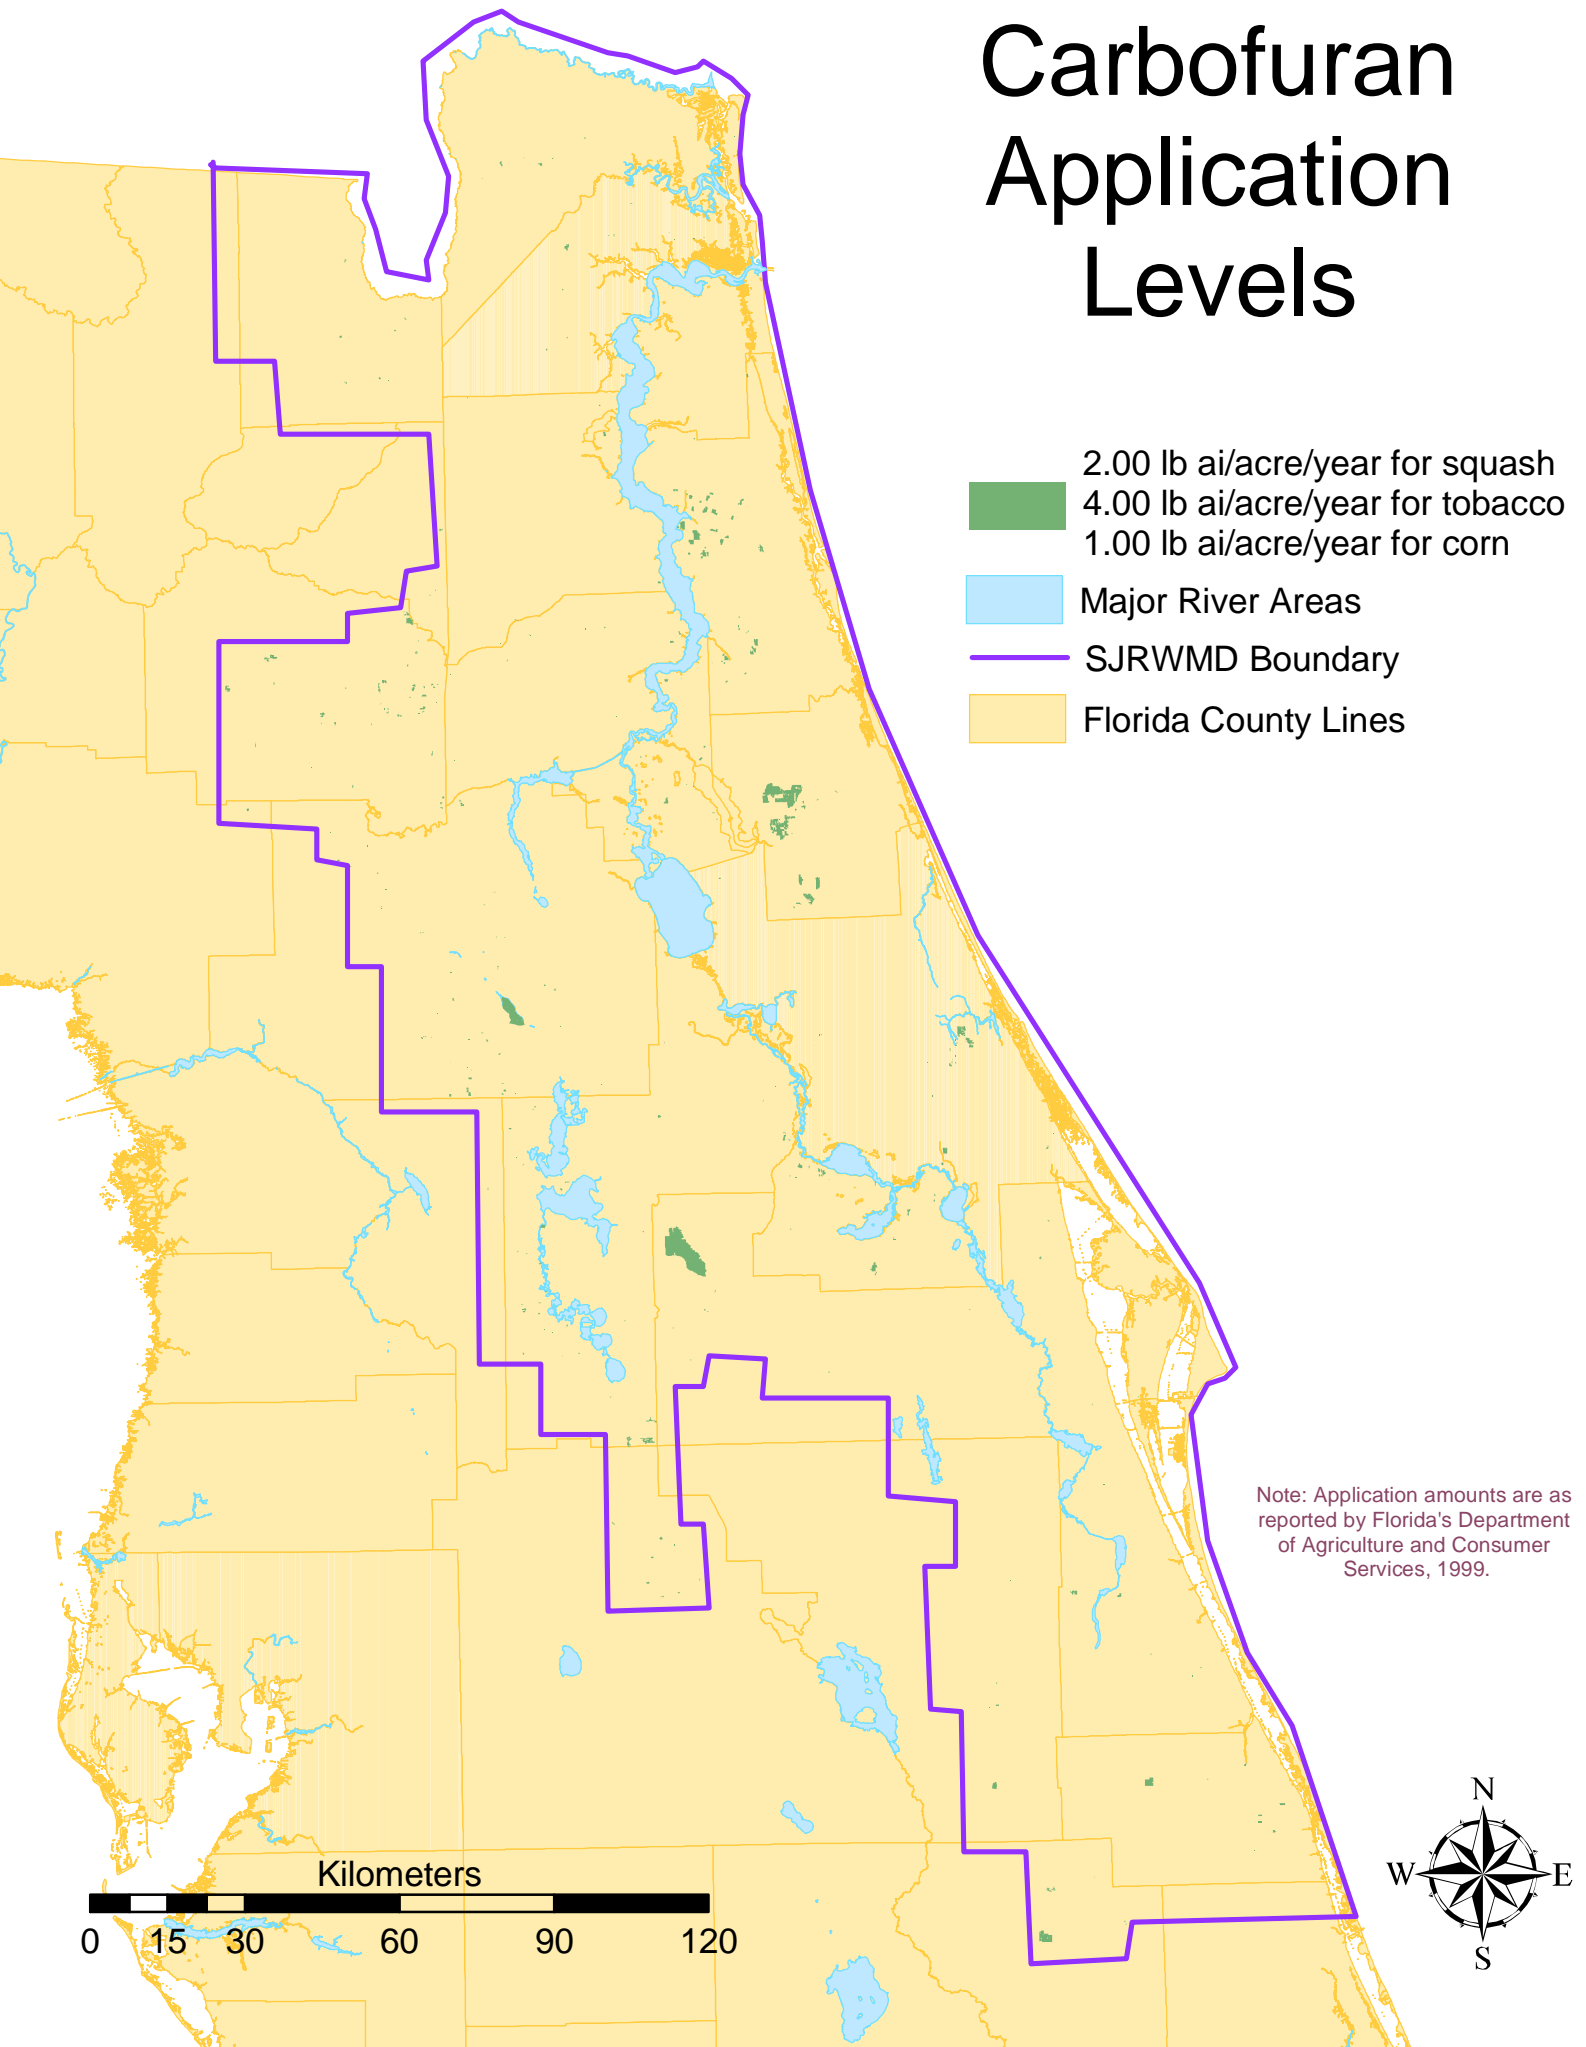 Carbofuran
Application
Levels
2.00 lb ai/acre/year for squash
4.00 lb ai/acre/year for tobacco
1.00 lb ai/acre/year for corn
Major River Areas
SJRWMD Boundary
Florida County Lines
Note: Application amounts are as
reported by Florida's Department
of Agriculture and Consumer
Services, 1999.
N
W E
S
Kilometers
0 15 30 60 90 120